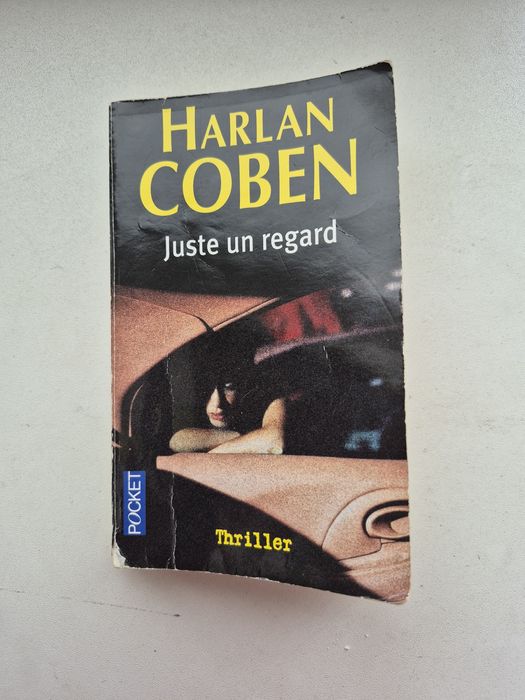 HARLAN
COBEN
Juste un regard
POCKET
Thriller